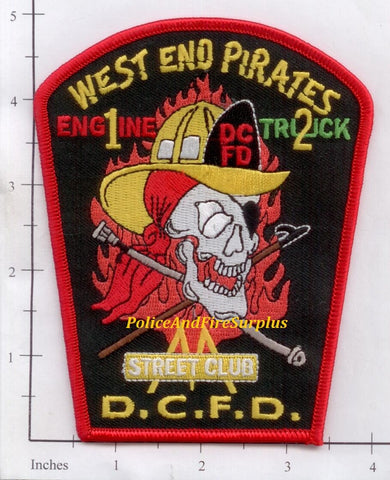 WEST END PIRATES
ENG1INE TRU2CK
DC
FD
PoliceAndFireSurplus
M STREET CLUB
D.C.F.D.
5
4
3
2
1
Inches 1 2 3 4